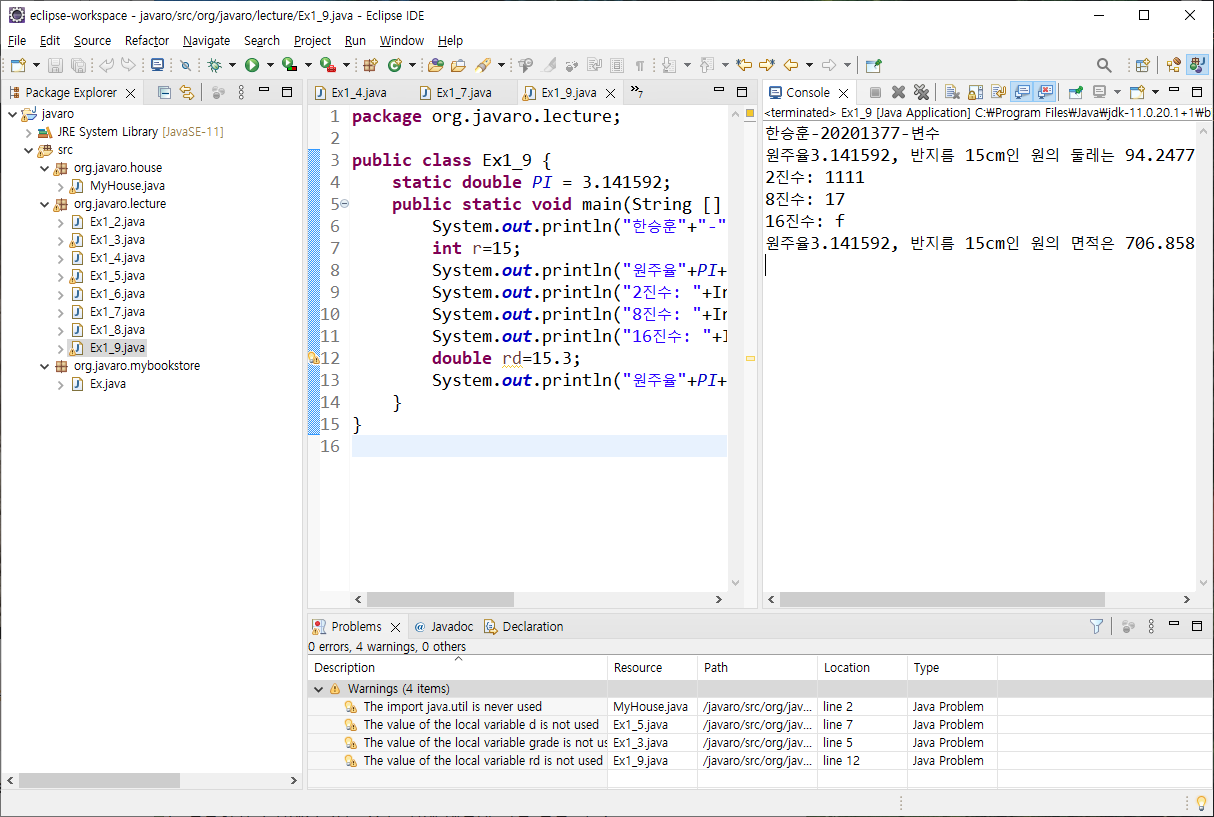 eclipse-workspace - javaro/src/org/javaro/lecture/Ex1_9.java - Eclipse IDE
File Edit Source Refactor Navigate Search Project Run Window Help
Package Explorer
javaro
JRE System Library [JavaSE-11]
src
org.javaro.house
MyHouse.java
org.javaro.lecture
Ex1_2.java
Ex1_3.java
Ex1_4.java
Ex1_5.java
Ex1_6.java
Ex1_7.java
Ex1_8.java
Ex1_9.java
org.javaro.mybookstore
Ex.java
Ex1_4.java Ex1_7.java Ex1_9.java »7
1 package org.javaro.lecture;
2
3 public class Ex1_9 {
4 static double PI = 3.141592;
5 public static void main(String []
6 System.out.println("한승훈"+"-"
7 int r=15;
8 System.out.println("원주율"+PI+
9 System.out.println("2진수: "+In
10 System.out.println("8진수: "+In
11 System.out.println("16진수: "+I
12 double rd=15.3;
13 System.out.println("원주율"+PI+
14 }
15 }
16
Console
<terminated> Ex1_9 [Java Application] C:₩Program Files₩Java₩jdk-11.0.20.1+1₩b
한승훈-20201377-변수
원주율3.141592, 반지름 15cm인 원의 둘레는 94.2477
2진수: 1111
8진수: 17
16진수: f
원주율3.141592, 반지름 15cm인 원의 면적은 706.858
Problems @ Javadoc Declaration
0 errors, 4 warnings, 0 others
Description Resource Path Location Type
Warnings (4 items)
The import java.util is never used MyHouse.java /javaro/src/org/jav... line 2 Java Problem
The value of the local variable d is not used Ex1_5.java /javaro/src/org/jav... line 7 Java Problem
The value of the local variable grade is not us Ex1_3.java /javaro/src/org/jav... line 5 Java Problem
The value of the local variable rd is not used Ex1_9.java /javaro/src/org/jav... line 12 Java Problem